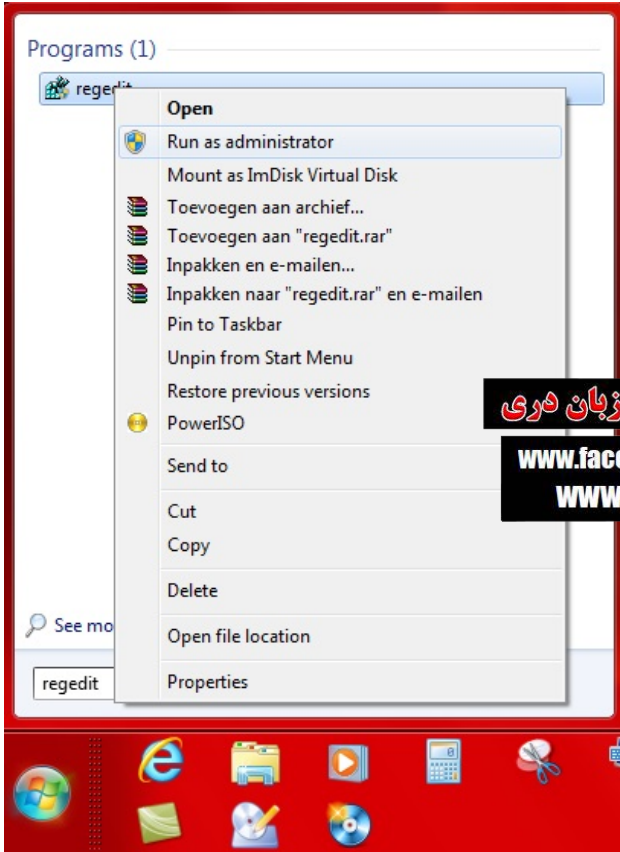 Programs (1)
Open
Run as administrator
Mount as ImDisk Virtual Disk
Toevoegen aan archief...
Toevoegen aan "regedit.rar"
Inpakken en e-mailen...
Inpakken naar "regedit.rar" en e-mailen
Pin to Taskbar
Unpin from Start Menu
Restore previous versions
زبان دری
PowerISO
Send to
Cut
Copy
Delete
See
Open file location
regedit
Properties